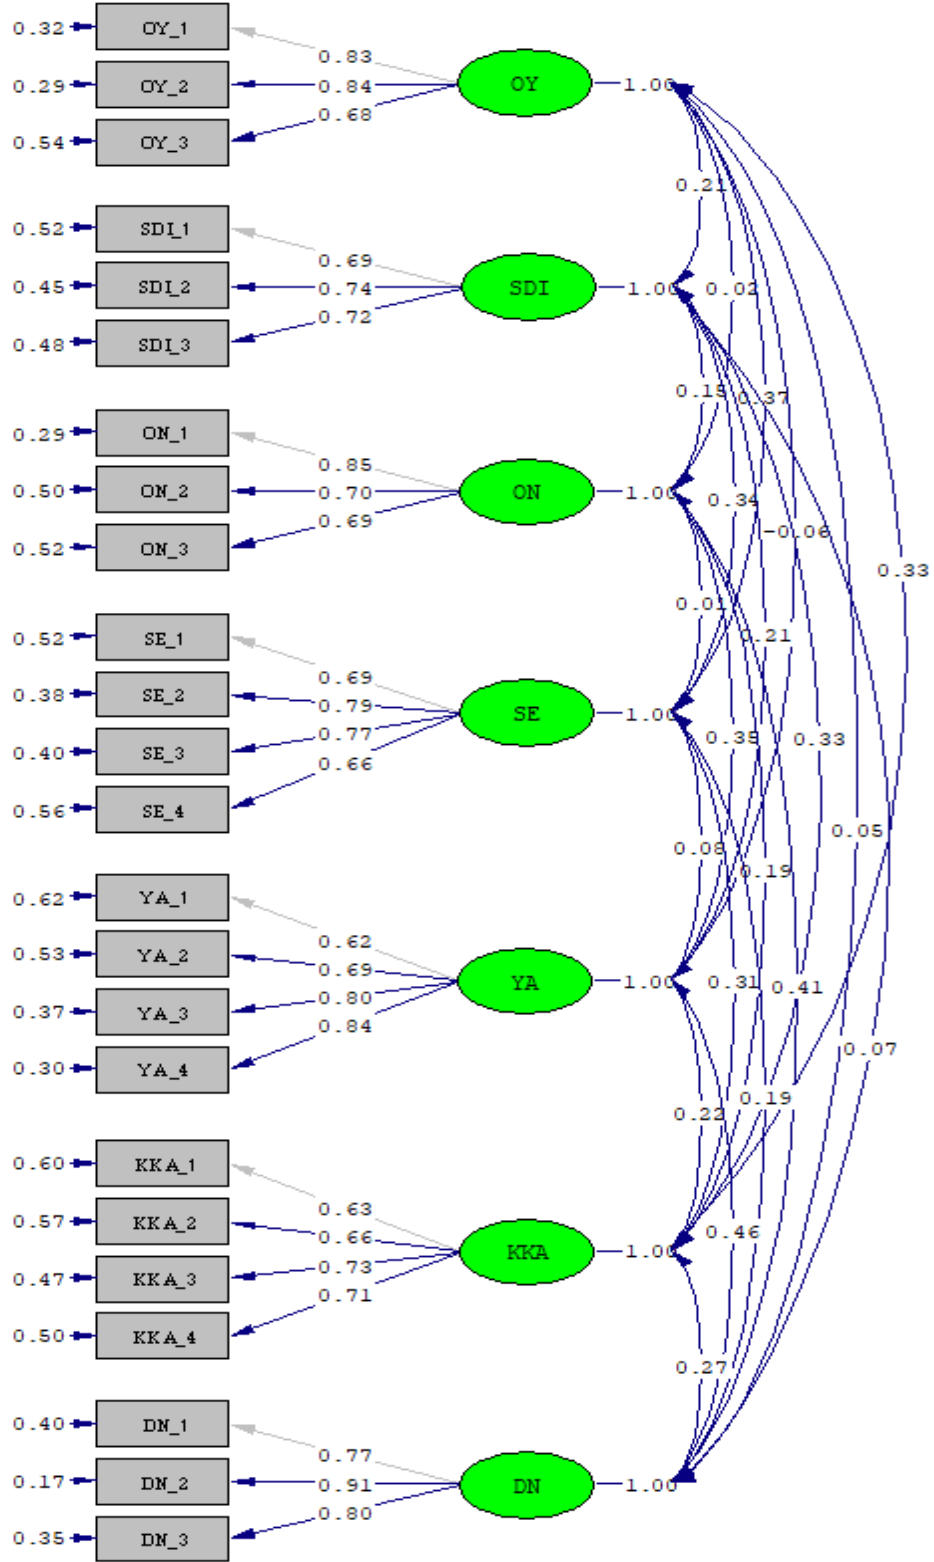 0.32 OY_1
0.83
OY 1.00
0.29 OY_2
0.84
0.68
0.54 OY_3
0.21
0.52 SDI_1
0.69
0.45 SDI_2
0.74
SDI 1.00 0.02
0.72
0.48 SDI_3
0.15 0.37
0.29 ON_1
0.85
0.50 ON_2
0.70
ON 1.00
0.34
0.69
-0.06
0.52 ON_3
0.33
0.01
0.52 SE_1
0.21
0.69
0.38 SE_2
0.79
SE 1.00
0.77
0.35 0.33
0.40 SE_3
0.66
0.56 SE_4
0.05
0.08
0.19
0.62 YA_1
0.62
0.53 YA_2
0.69
YA 1.00 0.31 0.41
0.80
0.37 YA_3
0.84
0.07
0.30 YA_4
0.19
0.22
0.60 KKA_1
0.63
0.57 KKA_2
0.66
0.46
KKA 1.00
0.73
0.47 KKA_3
0.71
0.50 KKA_4
0.27
0.40 DN_1
0.77
0.17 DN_2
0.91
DN 1.00
0.80
0.35 DN_3